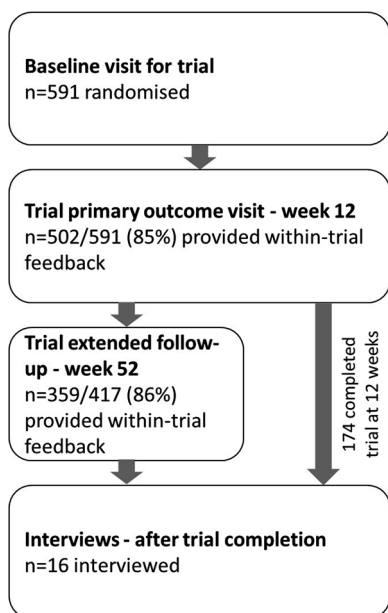 Baseline visit for trial
n=591 randomised
Trial primary outcome visit - week 12
n=502/591 (85%) provided within-trial
feedback
Trial extended follow-
up - week 52
n=359/417 (86%)
provided within-trial
feedback
174 completed
trial at 12 weeks
Interviews - after trial completion
n=16 interviewed